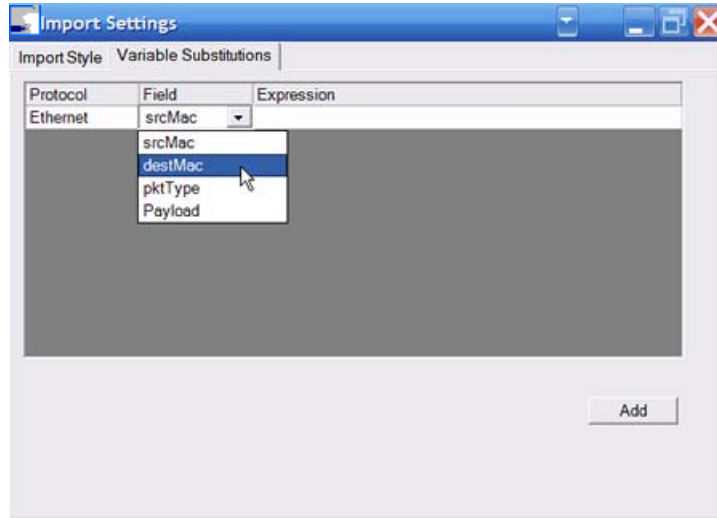 Import Settings
Import Style Variable Substitutions
Protocol Field Expression
Ethernet srcMac
srcMac
destMac
pktType
Payload
Add